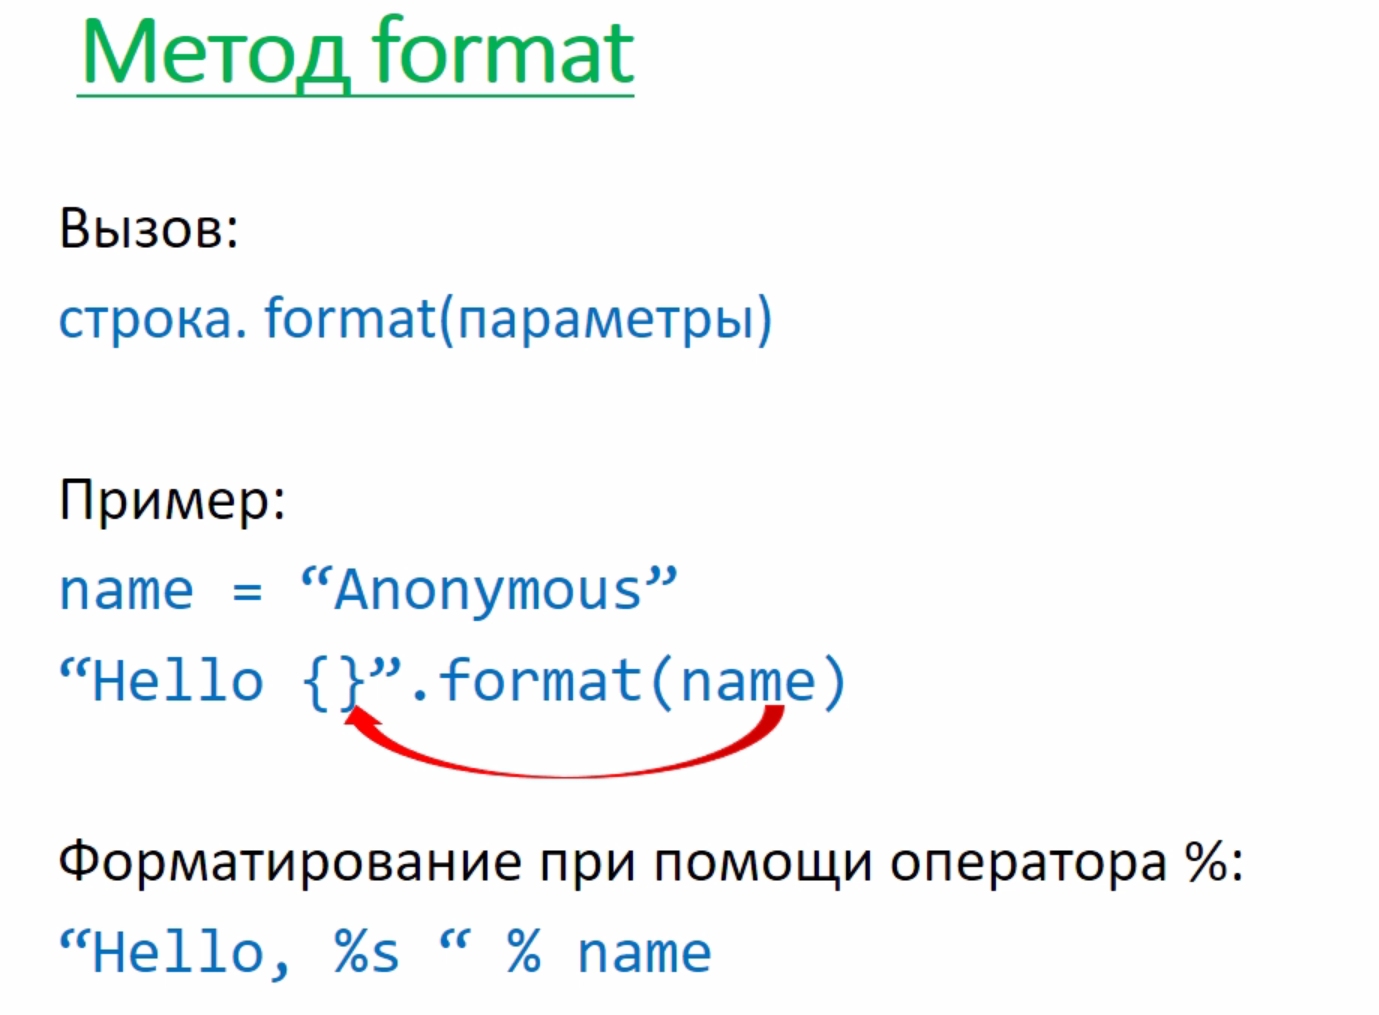 Метод format
Вызов:
строка. format(параметры)
Пример:
name = “Anonymous”
“Hello {}”.format(name)
Форматирование при помощи оператора %:
“Hello, %s “ % name